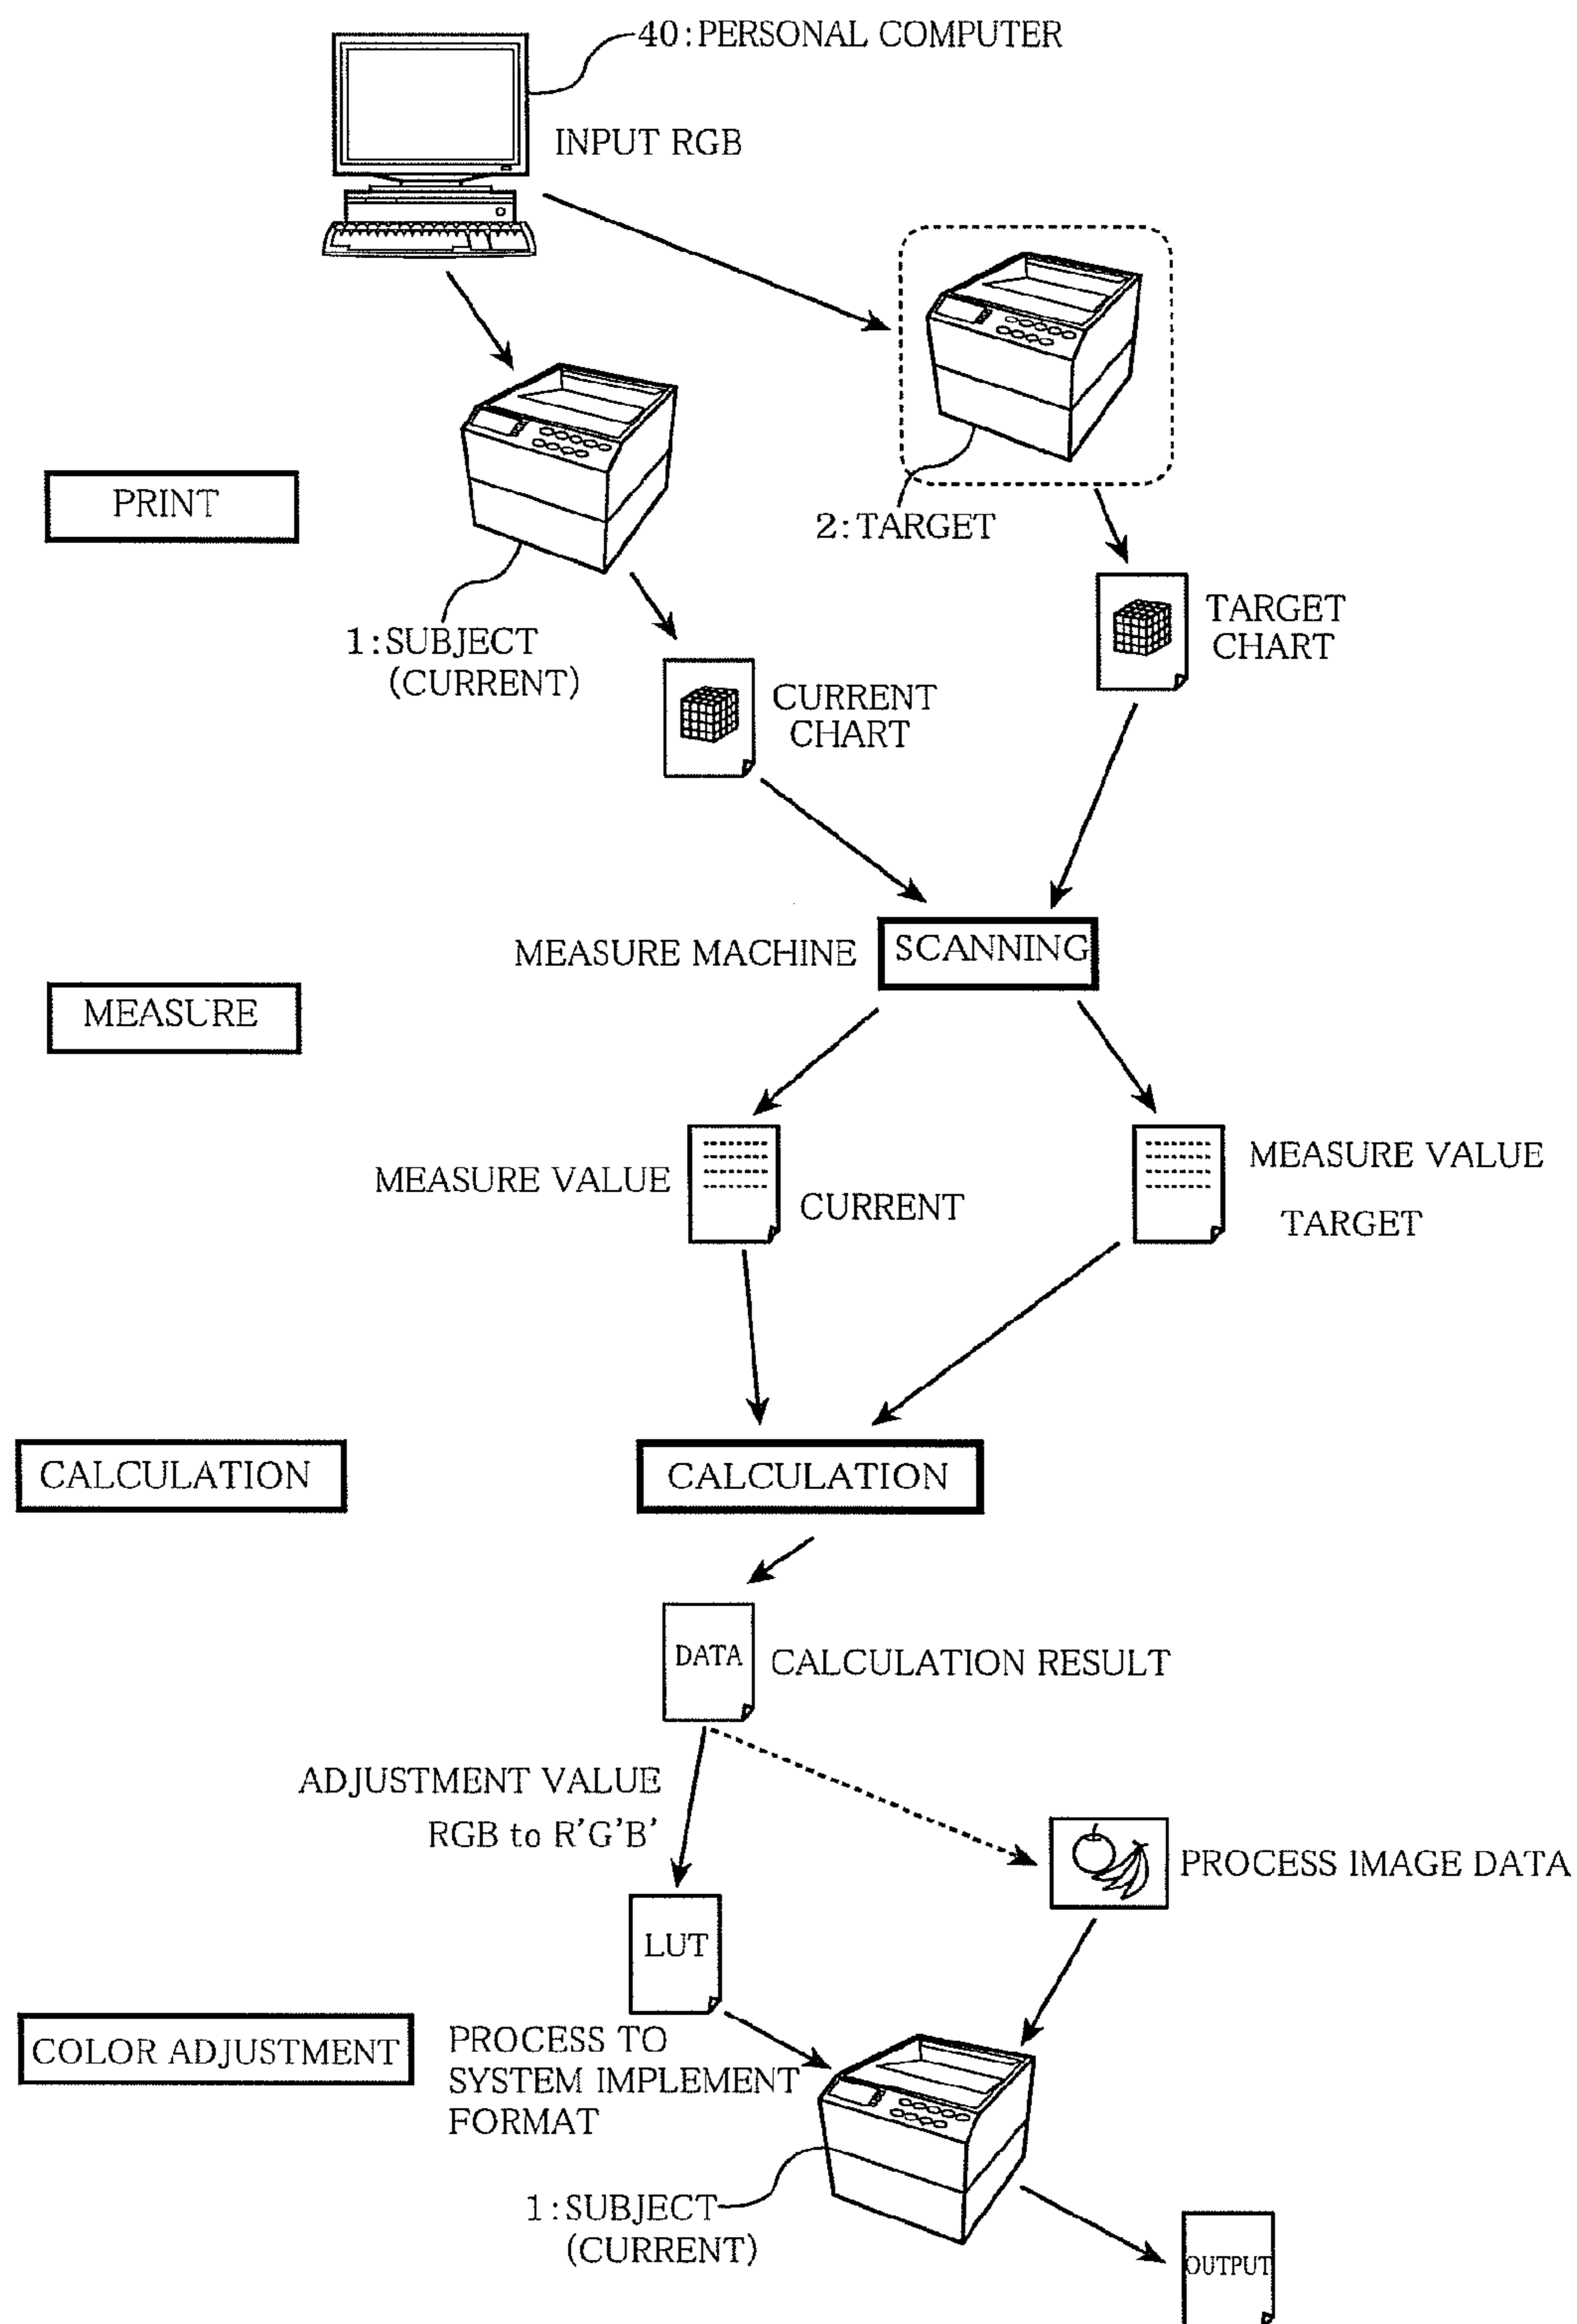 40:PERSONAL COMPUTER
INPUT RGB
PRINT
2:TARGET
1:SUBJECT
(CURRENT)
TARGET
CHART
CURRENT
CHART
MEASURE MACHINE
SCANNING
MEASURE
MEASURE VALUE
CURRENT
MEASURE VALUE
TARGET
CALCULATION
CALCULATION
DATA
CALCULATION RESULT
ADJUSTMENT VALUE
RGB to R'G'B'
PROCESS IMAGE DATA
LUT
COLOR ADJUSTMENT
PROCESS TO
SYSTEM IMPLEMENT
FORMAT
1:SUBJECT
(CURRENT)
OUTPUT